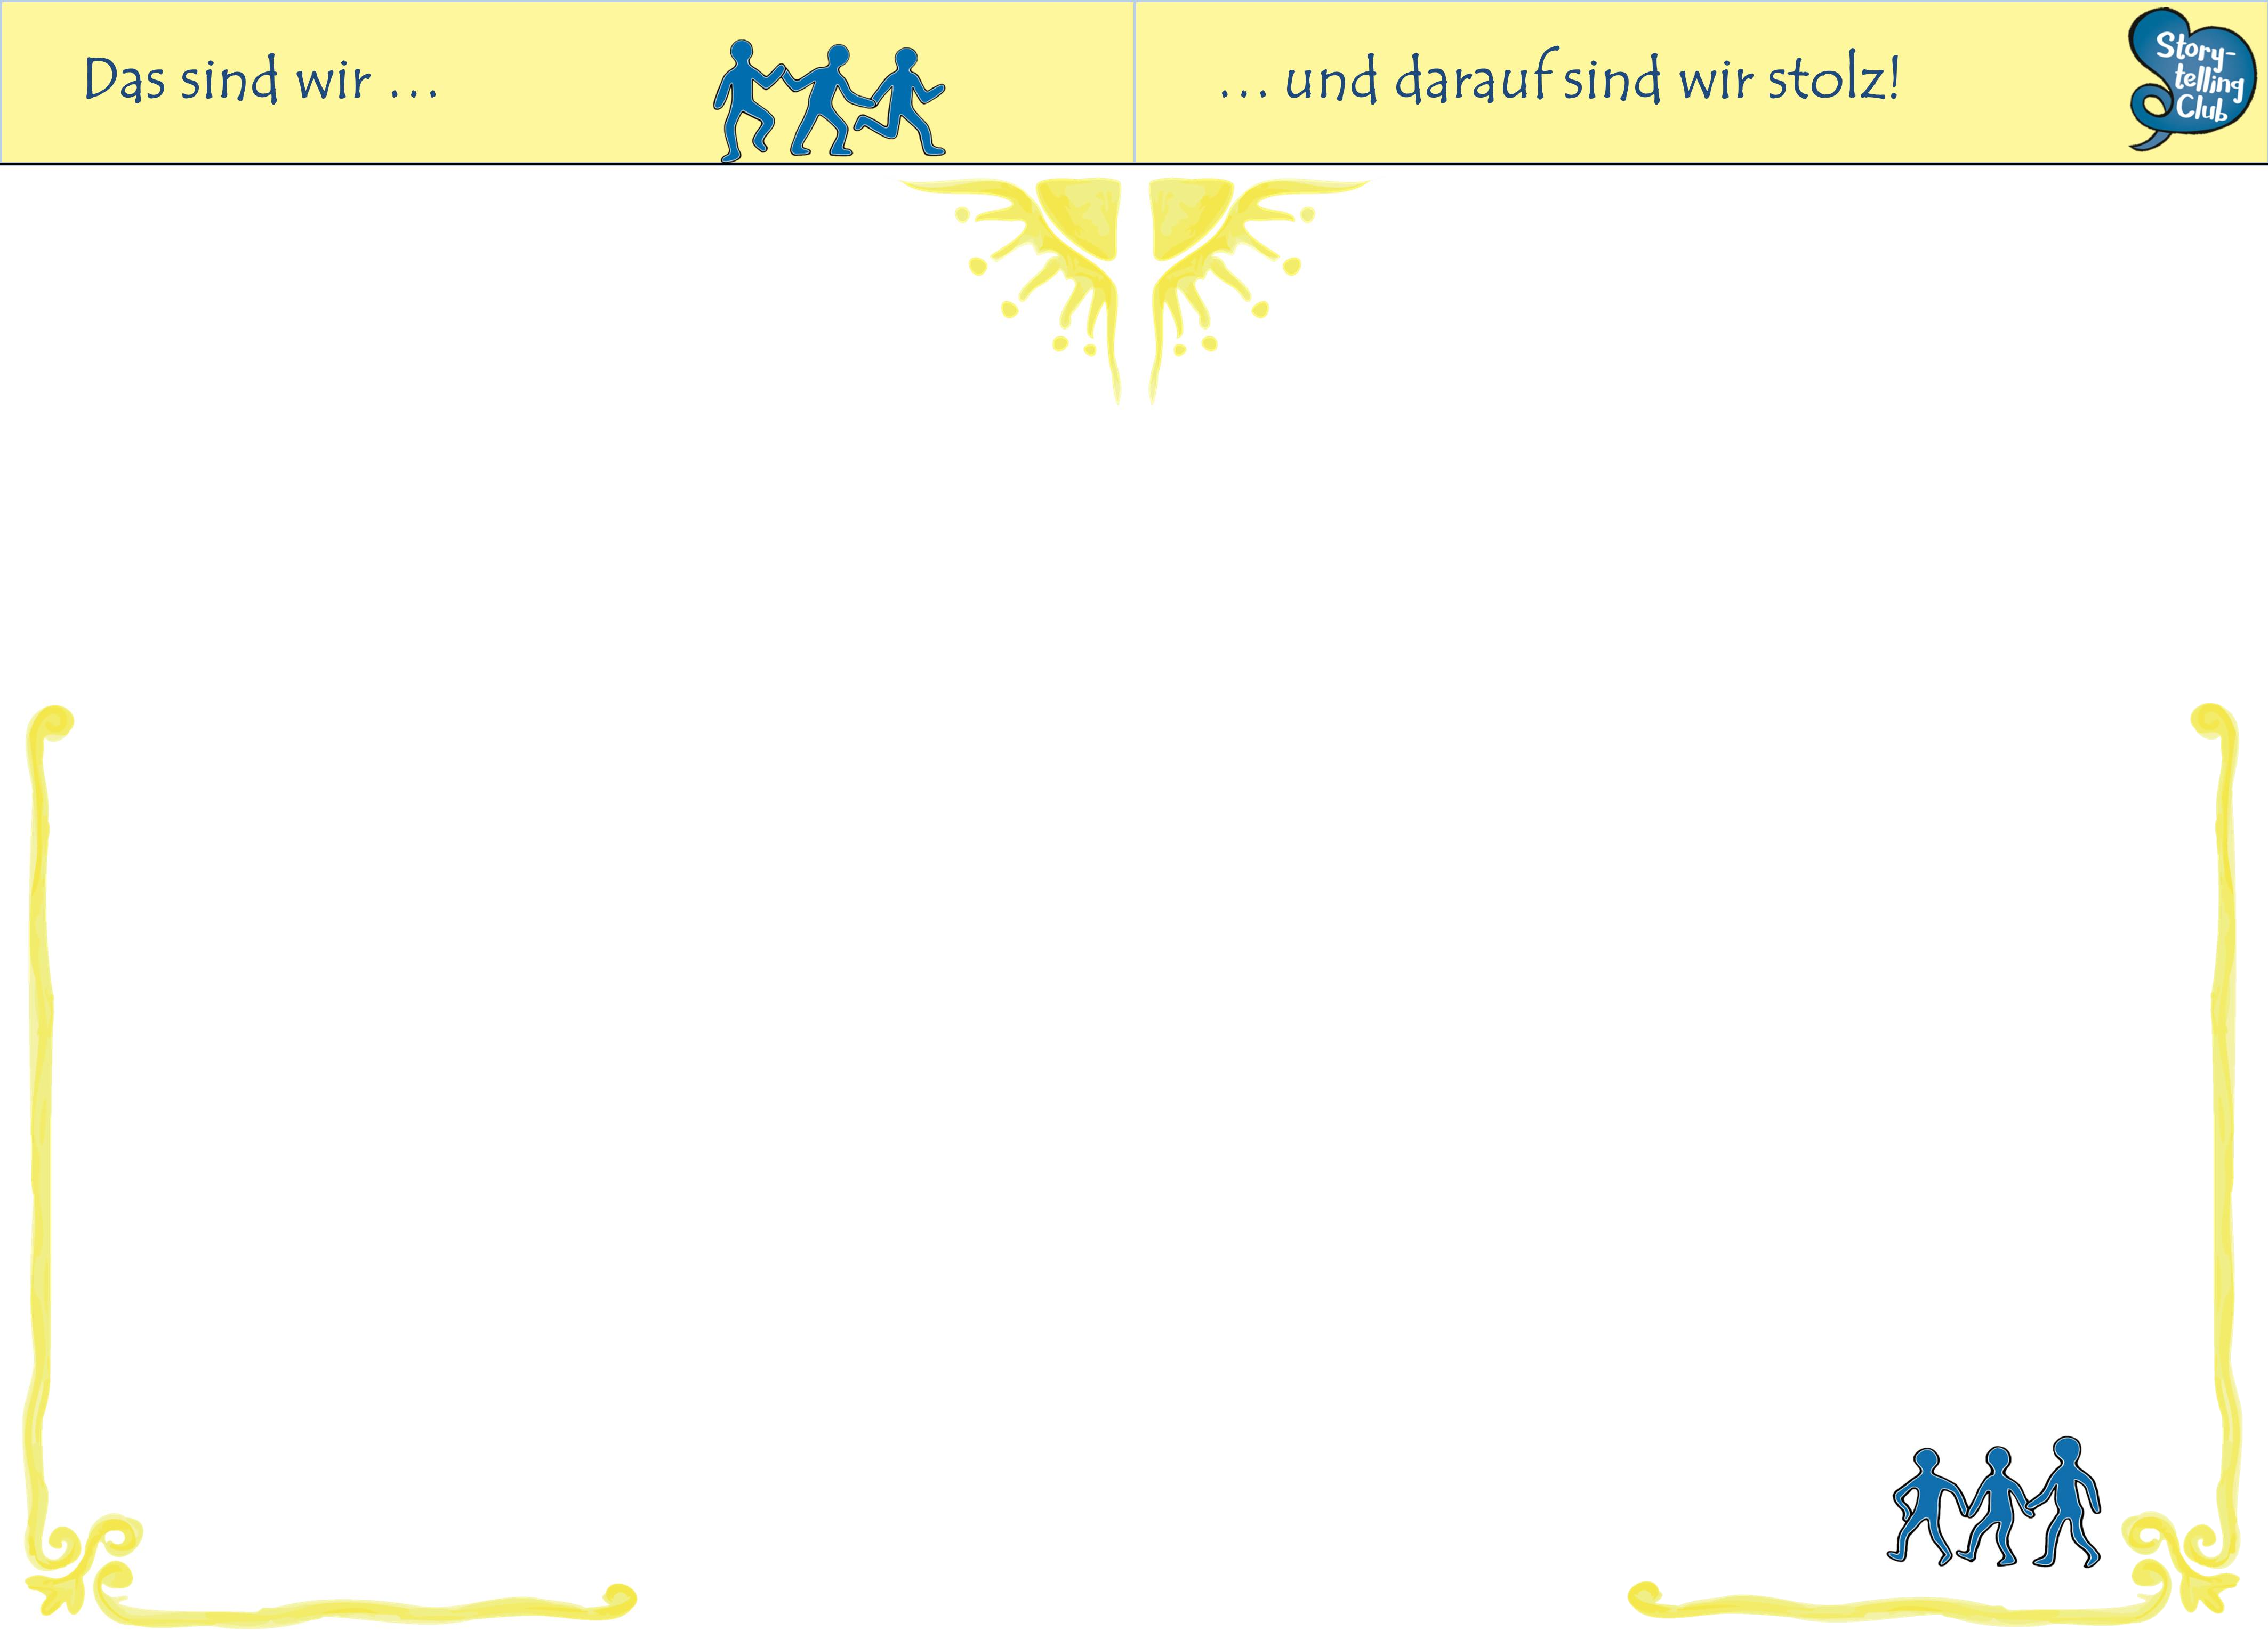 Das sind wir ...
... und darauf sind wir stolz!
Story-
telling
Club